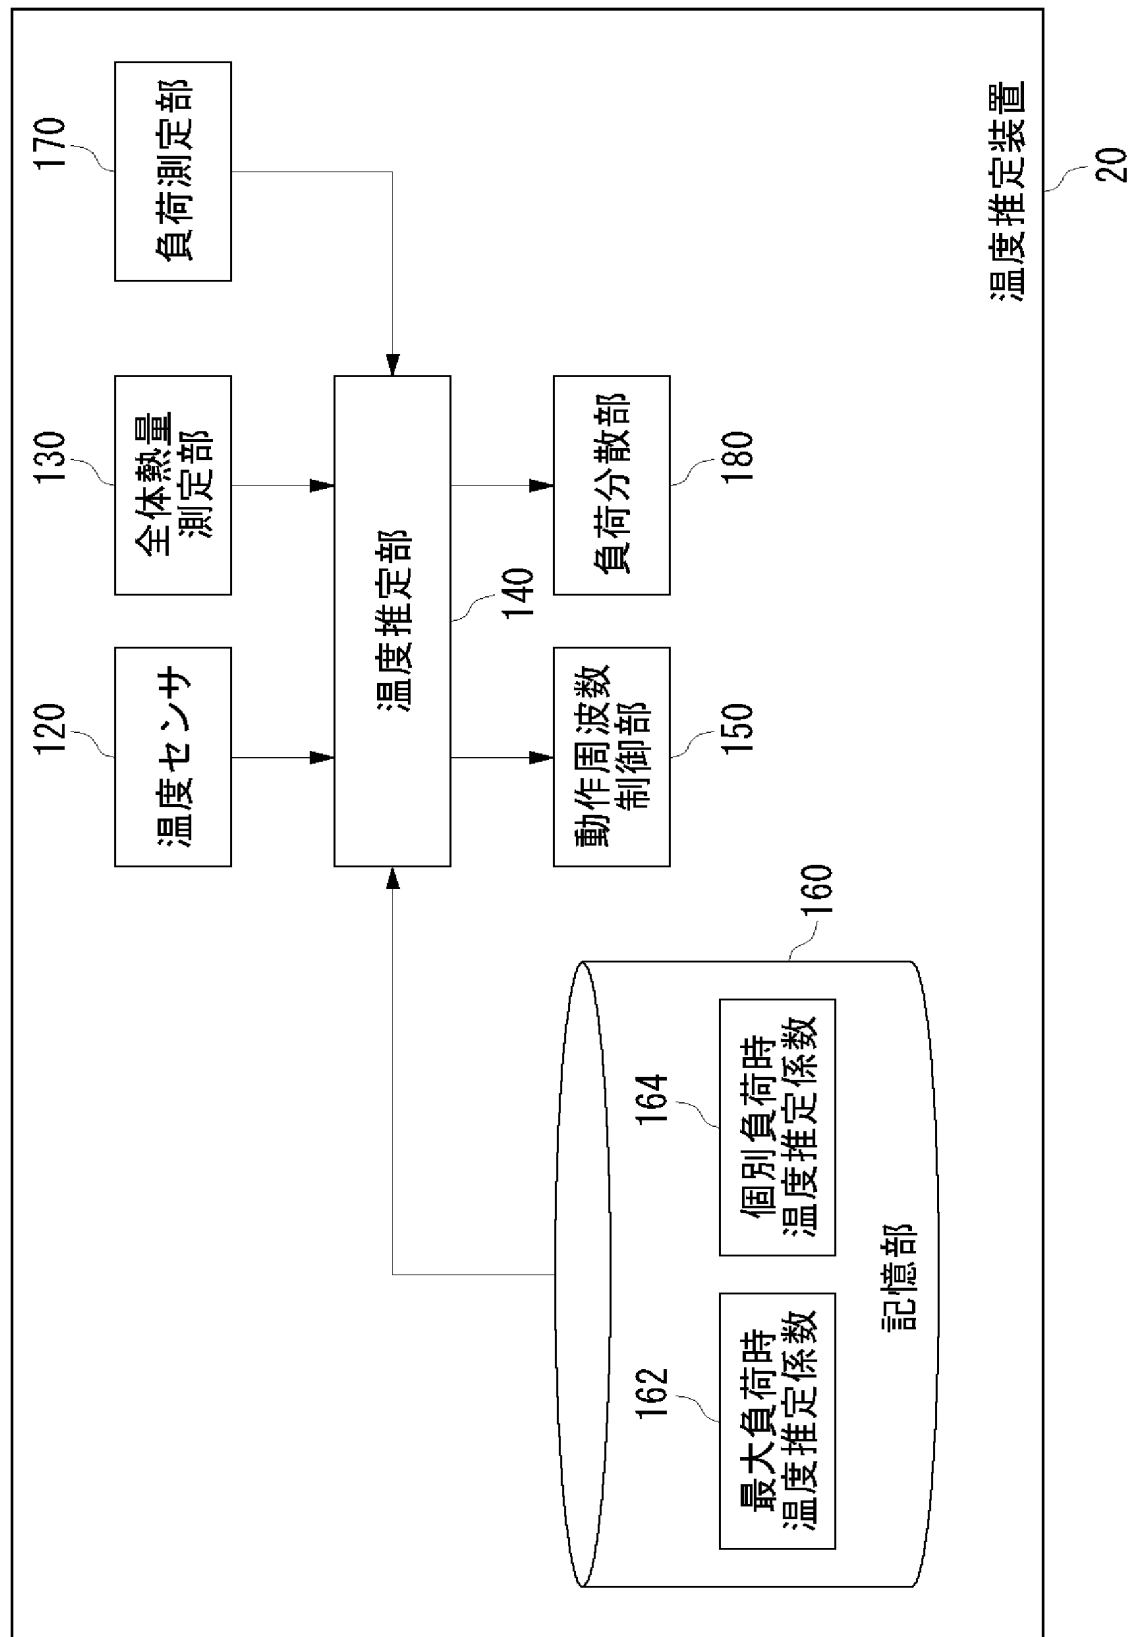 120
温度センサ
130
全体熱量
測定部
170
負荷測定部
温度推定部
140
動作周波数
制御部
150
負荷分散部
180
160
162
最大負荷時
温度推定係数
164
個別負荷時
温度推定係数
記憶部
温度推定装置
20